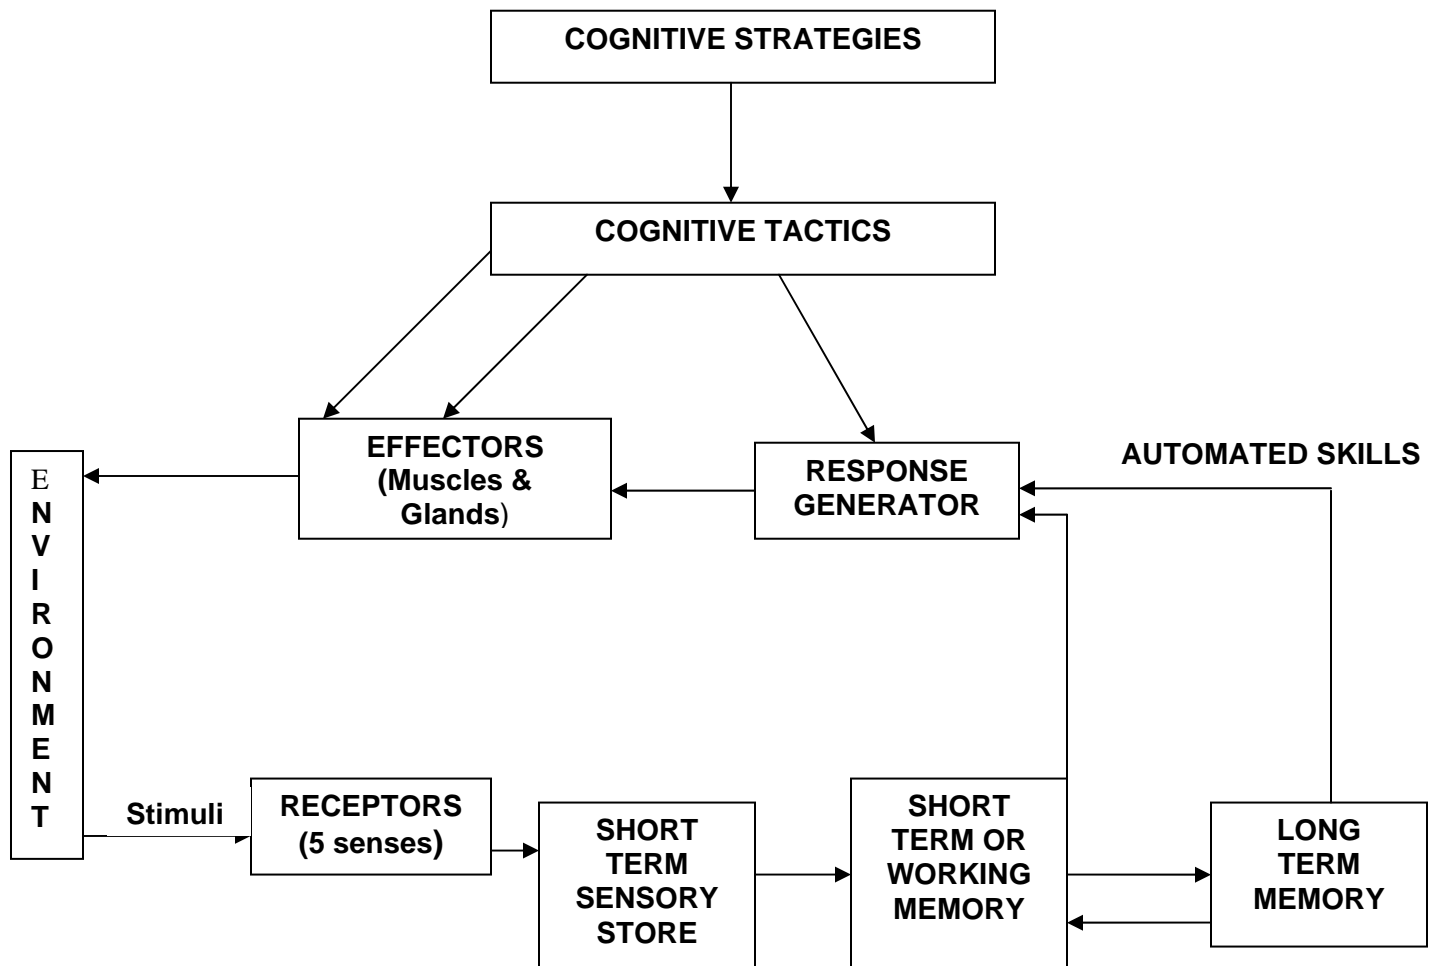 COGNITIVE STRATEGIES
COGNITIVE TACTICS
EFFECTORS
(Muscles &
Glands)
RESPONSE
GENERATOR
AUTOMATED SKILLS
E
N
V
I
R
O
N
M
E
N
T
Stimuli
RECEPTORS
(5 senses)
SHORT
TERM
SENSORY
STORE
SHORT
TERM OR
WORKING
MEMORY
LONG
TERM
MEMORY